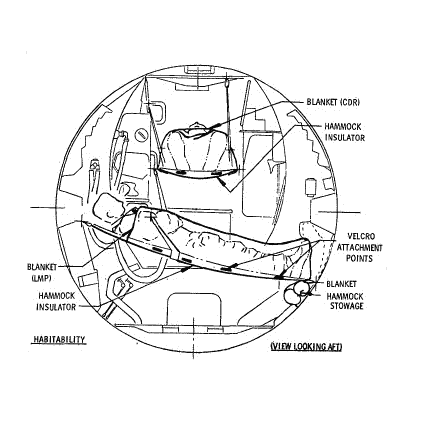 BLANKET (CDR)
HAMMOCK
INSULATOR
VELCRO
ATTACHMENT
POINTS
BLANKET
(LMP)
HAMMOCK
INSULATOR
BLANKET
HAMMOCK
STOWAGE
HABITABILITY
(VIEW LOOKING AFT)